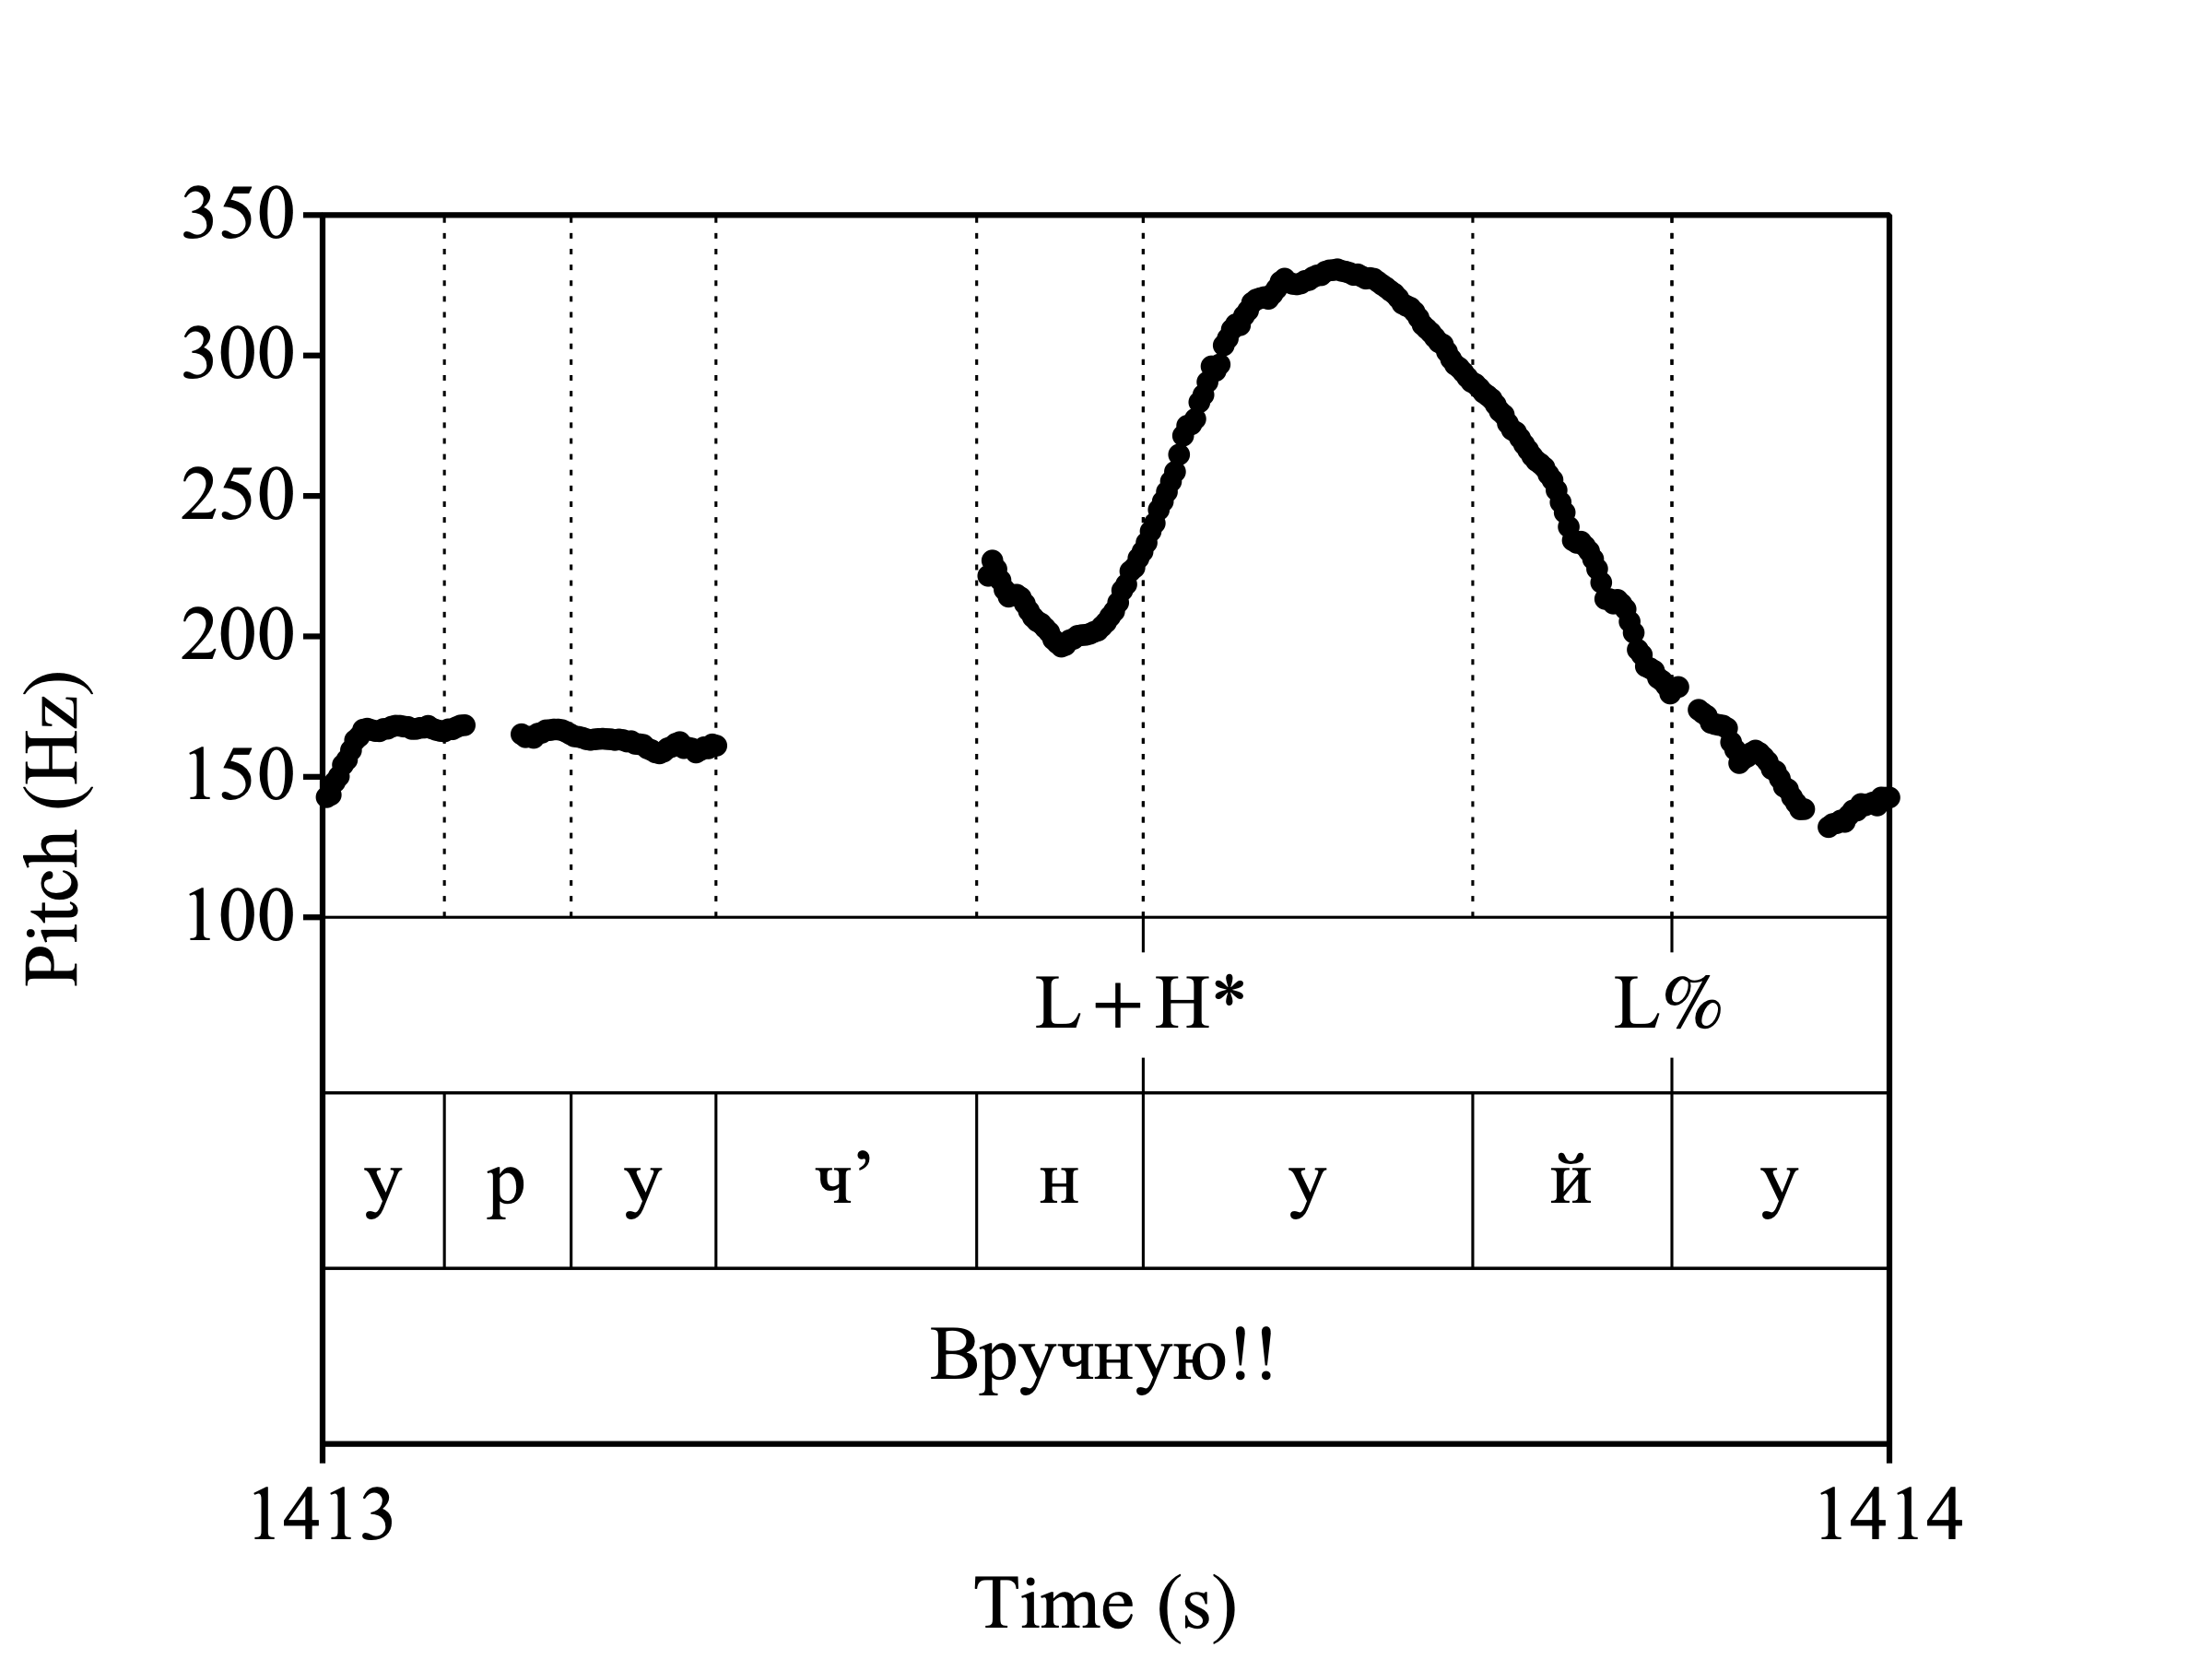 Pitch (Hz)
350
300
250
200
150
100
L+H* L%
у р у ч’ н у й у
Вручную!!
1413 1414
Time (s)